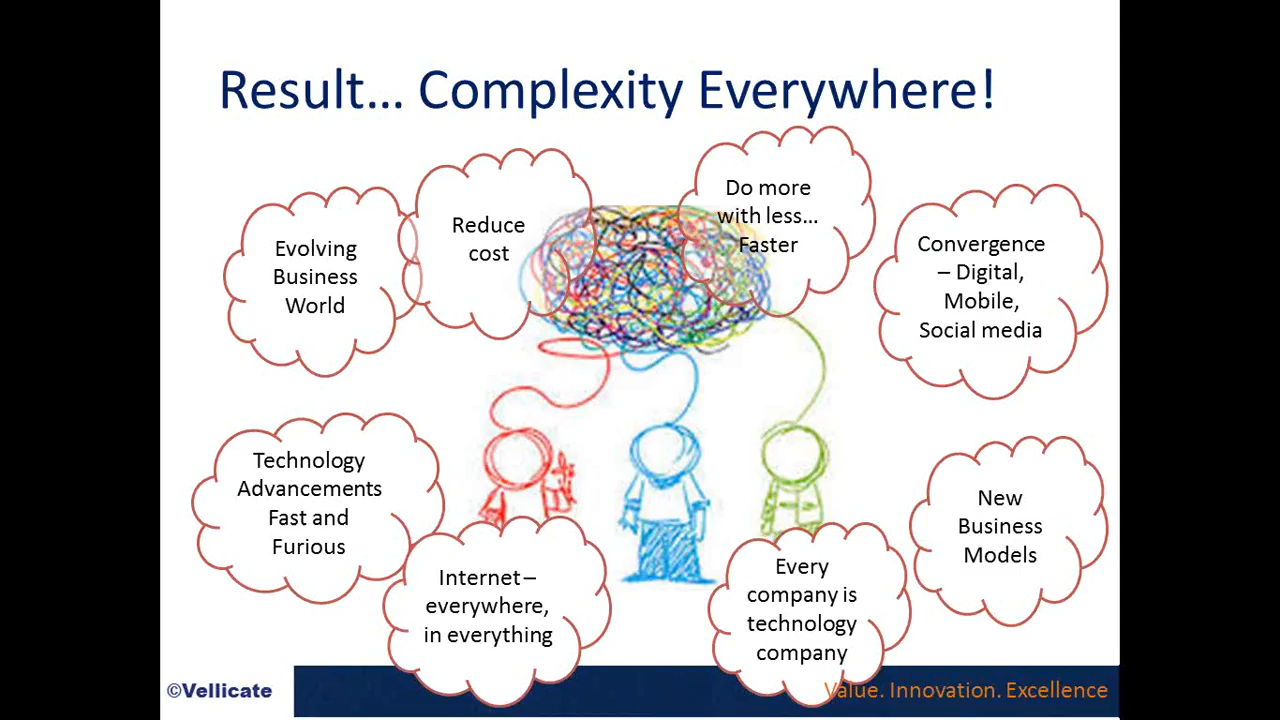 Result… Complexity Everywhere!
Evolving
Business
World
Reduce
cost
Do more
with less…
Faster
Convergence
– Digital,
Mobile,
Social media
Technology
Advancements
Fast and
Furious
Internet –
everywhere,
in everything
Every
company is
technology
company
New
Business
Models
©Vellicate
Value. Innovation. Excellence